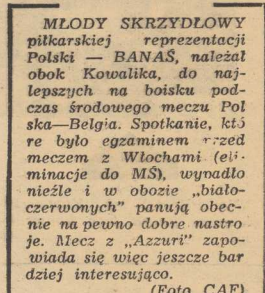 MŁODY SKRZYDŁOWY
piłkarskiej reprezentacji
Polski — BANAŚ, należał
obok Kowalika, do naj-
lepszych na boisku pod-
czas środowego meczu Pol
ska—Belgia. Spotkanie, któ
re było egzaminem przed
meczem z Włochami (eli
minacje do MŚ), wypadło
nieźle i w obozie „biało-
czerwonych” panują obec-
nie na pewno dobre nastro
je. Mecz z „Azzuri” zapo-
wiada się więc jeszcze bar
dziej interesująco.
(Foto CAF)